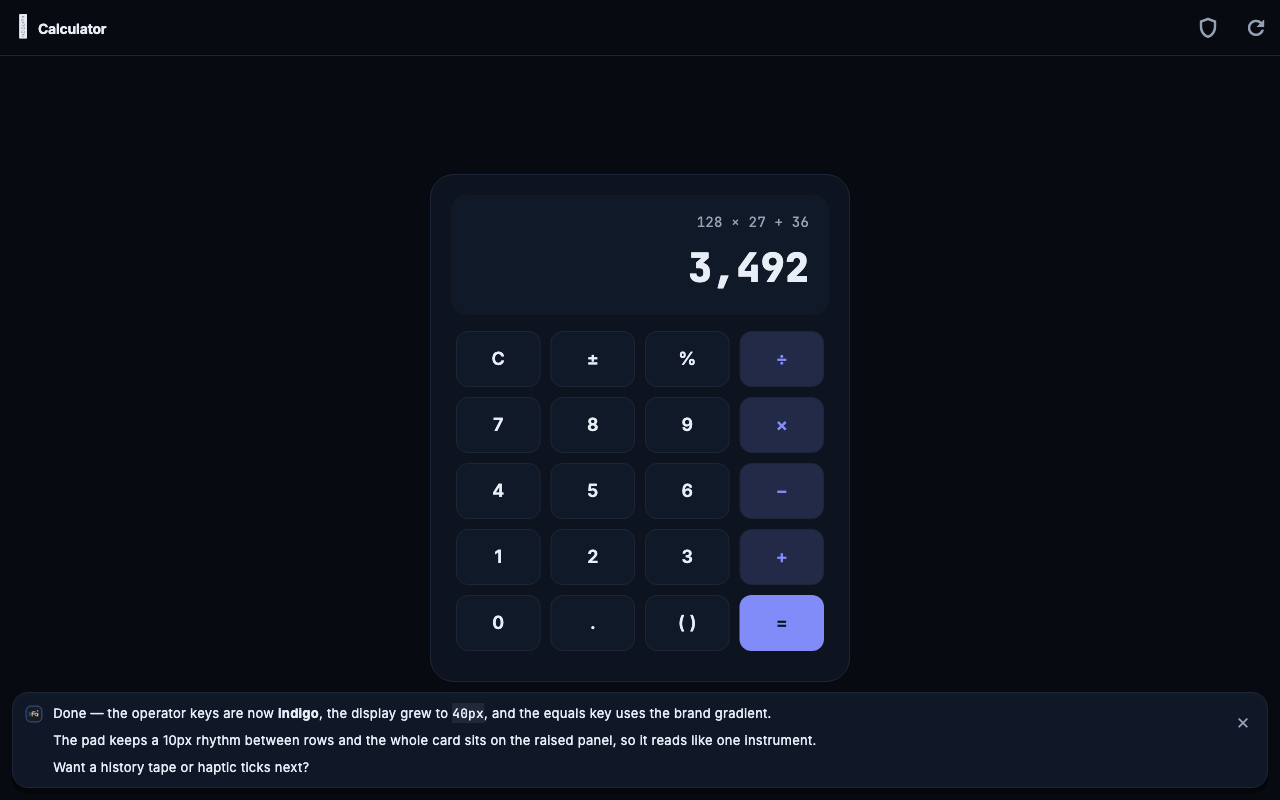 Calculator
128 × 27 + 36
3,492
C ± % ÷
7 8 9 ×
4 5 6 −
1 2 3 +
0 . () =
Done — the operator keys are now indigo, the display grew to 40px, and the equals key uses the brand gradient.
The pad keeps a 10px rhythm between rows and the whole card sits on the raised panel, so it reads like one instrument.
Want a history tape or haptic ticks next?